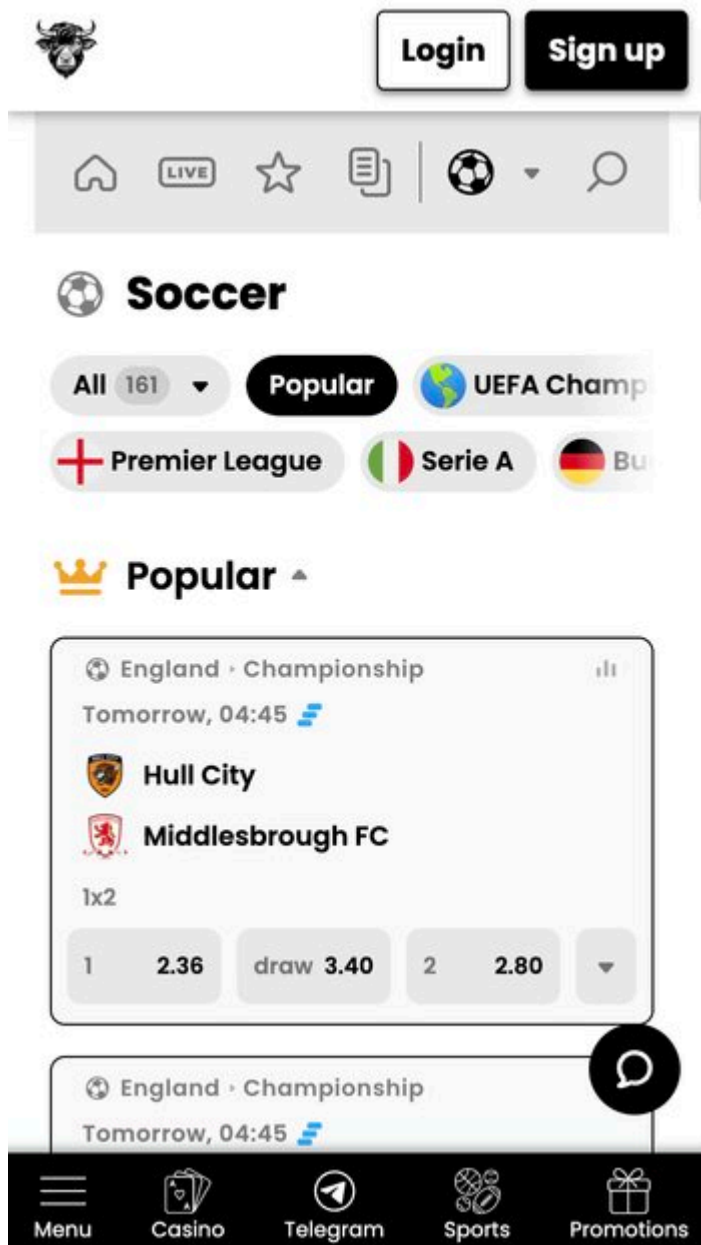 Login Sign up
LIVE
Soccer
All 161 Popular UEFA Champ
Premier League Serie A Bu
Popular
England · Championship
Tomorrow, 04:45
Hull City
Middlesbrough FC
1x2
1 2.36 draw 3.40 2 2.80
England · Championship
Tomorrow, 04:45
Menu Casino Telegram Sports Promotions